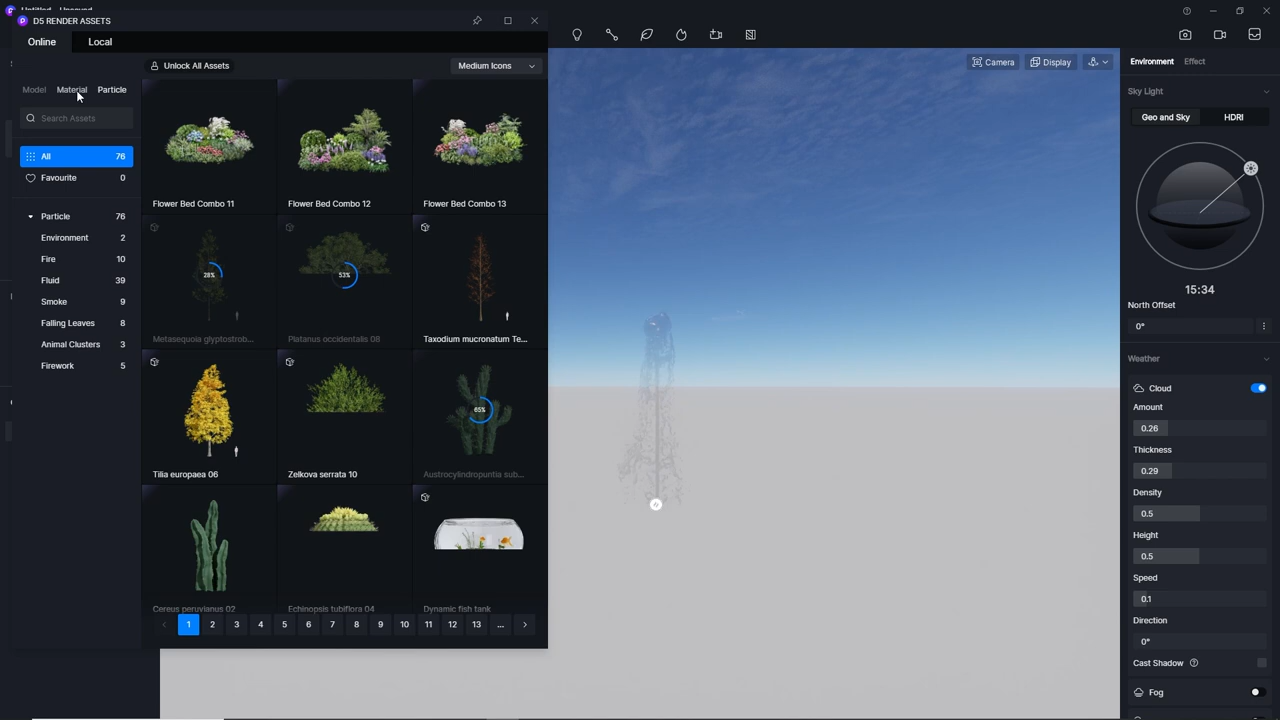 D5 RENDER ASSETS
Online
Local
Unlock All Assets
Medium Icons
Model
Material
Particle
Search Assets
All 76
Favourite 0
Particle 76
Environment 2
Fire 10
Fluid 39
Smoke 9
Falling Leaves 8
Animal Clusters 3
Firework 5
Flower Bed Combo 11
Flower Bed Combo 12
Flower Bed Combo 13
28%
53%
Metasequoia glyptostrob...
Platanus occidentalis 08
Taxodium mucronatum Te...
65%
Tilia europaea 06
Zelkova serrata 10
Austrocylindropuntia sub...
Cereus peruvianus 02
Echinopsis tubiflora 04
Dynamic fish tank
1 2 3 4 5 6 7 8 9 10 11 12 13 ...
Camera
Display
Environment
Effect
Sky Light
Geo and Sky
HDRI
15:34
North Offset
0°
Weather
Cloud
Amount
0.26
Thickness
0.29
Density
0.5
Height
0.5
Speed
0.1
Direction
0°
Cast Shadow
Fog